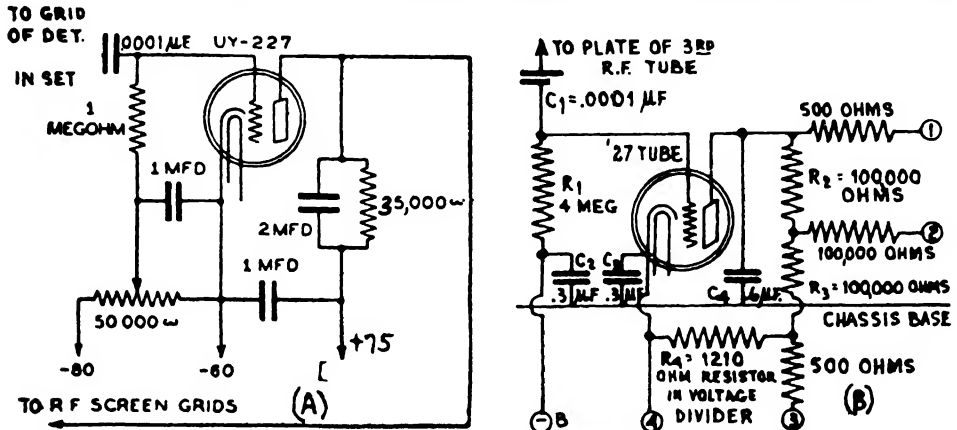 TO GRID
OF DET.
IN SET
.0001 µF UY-227
1
MEGOHM
1 MFD
2 MFD
35,000 ω
1 MFD
50 000 ω
+75
-80
-60
[
(A)
TO R F SCREEN GRIDS
TO PLATE OF 3RD
R.F. TUBE
C1=.0001 µF
500 OHMS
①
'27 TUBE
R1
4 MEG
R2 = 100,000
OHMS
②
100,000 OHMS
C2
.3 µF
C3
.3 µF
C4 .6 µF.
R3=100,000 OHMS
CHASSIS BASE
R4= 1210
OHM RESISTOR
IN VOLTAGE
DIVIDER
500 OHMS
(B)
- B
④
③